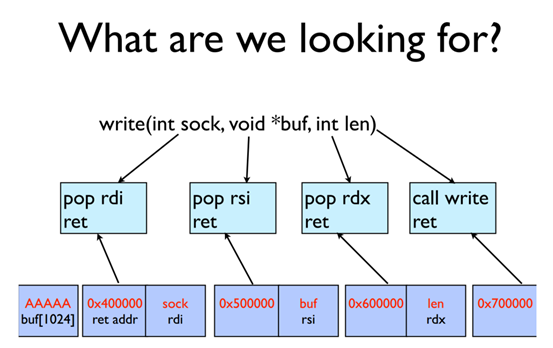 What are we looking for?
write(int sock, void *buf, int len)
pop rdi
ret
pop rsi
ret
pop rdx
ret
call write
ret
AAAAA
buf[1024]
0x400000
ret addr
sock
rdi
0x500000
buf
rsi
0x600000
len
rdx
0x700000